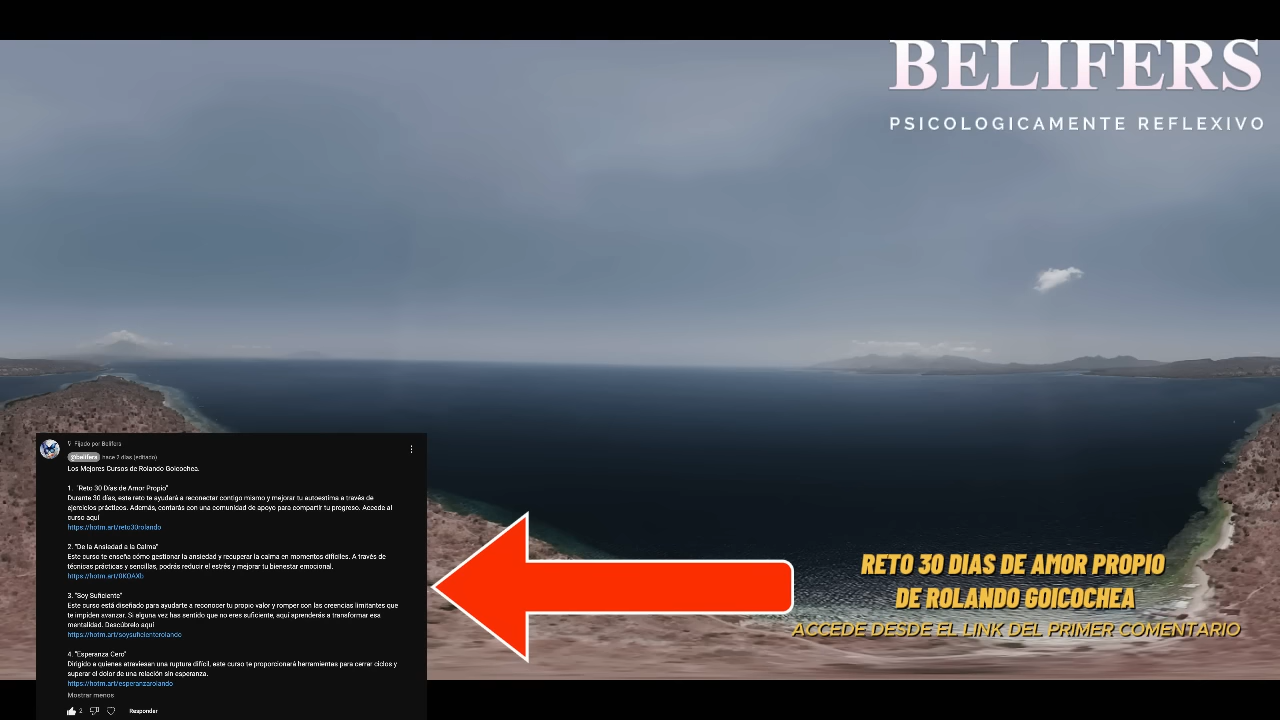 BELIFERS
PSICOLOGICAMENTE REFLEXIVO
Fijado por Belifers
@belifers hace 2 días (editado)
Los Mejores Cursos de Rolando Goicochea.
1. "Reto 30 Días de Amor Propio"
Durante 30 días, este reto te ayudará a reconectar contigo mismo y mejorar tu autoestima a través de
ejercicios prácticos. Además, contarás con una comunidad de apoyo para compartir tu progreso. Accede al
curso aquí
https://hotm.art/reto30rolando
2. "De la Ansiedad a la Calma"
Este curso te enseña cómo gestionar la ansiedad y recuperar la calma en momentos difíciles. A través de
técnicas prácticas y sencillas, podrás reducir el estrés y mejorar tu bienestar emocional.
https://hotm.art/0KOAXb
3. "Soy Suficiente"
Este curso está diseñado para ayudarte a reconocer tu propio valor y romper con las creencias limitantes que
te impiden avanzar. Si alguna vez has sentido que no eres suficiente, aquí aprenderás a transformar esa
mentalidad. Descúbrelo aquí
https://hotm.art/soysuficienterolando
4. "Esperanza Cero"
Dirigido a quienes atraviesan una ruptura difícil, este curso te proporcionará herramientas para cerrar ciclos y
superar el dolor de una relación sin esperanza.
https://hotm.art/esperanzarolando
Mostrar menos
2 Responder
RETO 30 DIAS DE AMOR PROPIO
DE ROLANDO GOICOCHEA
ACCEDE DESDE EL LINK DEL PRIMER COMENTARIO